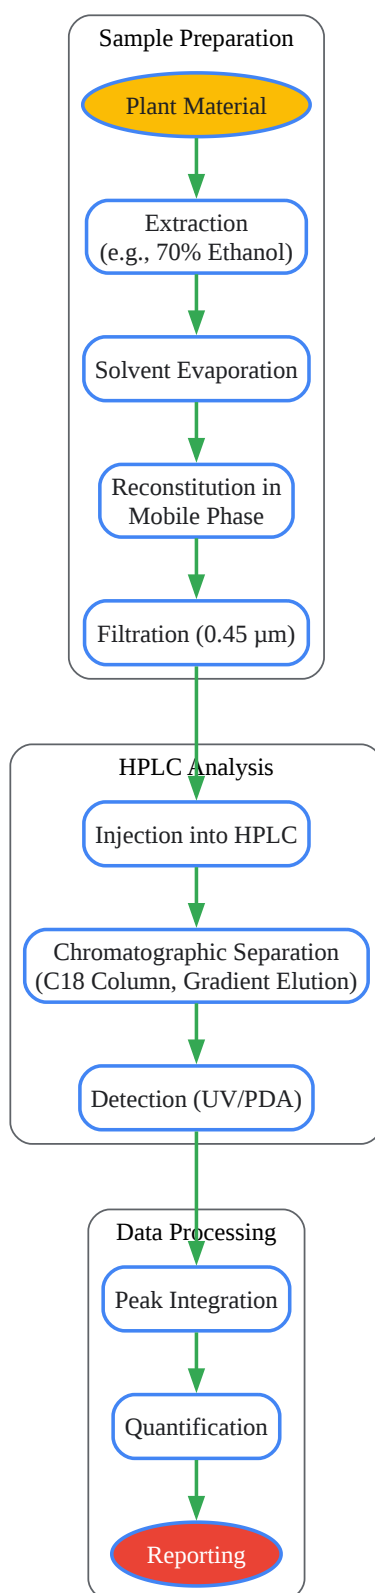 Sample Preparation
Plant Material
Extraction
(e.g., 70% Ethanol)
Solvent Evaporation
Reconstitution in
Mobile Phase
Filtration (0.45 µm)
HPLC Analysis
Injection into HPLC
Chromatographic Separation
(C18 Column, Gradient Elution)
Detection (UV/PDA)
Data Processing
Peak Integration
Quantification
Reporting